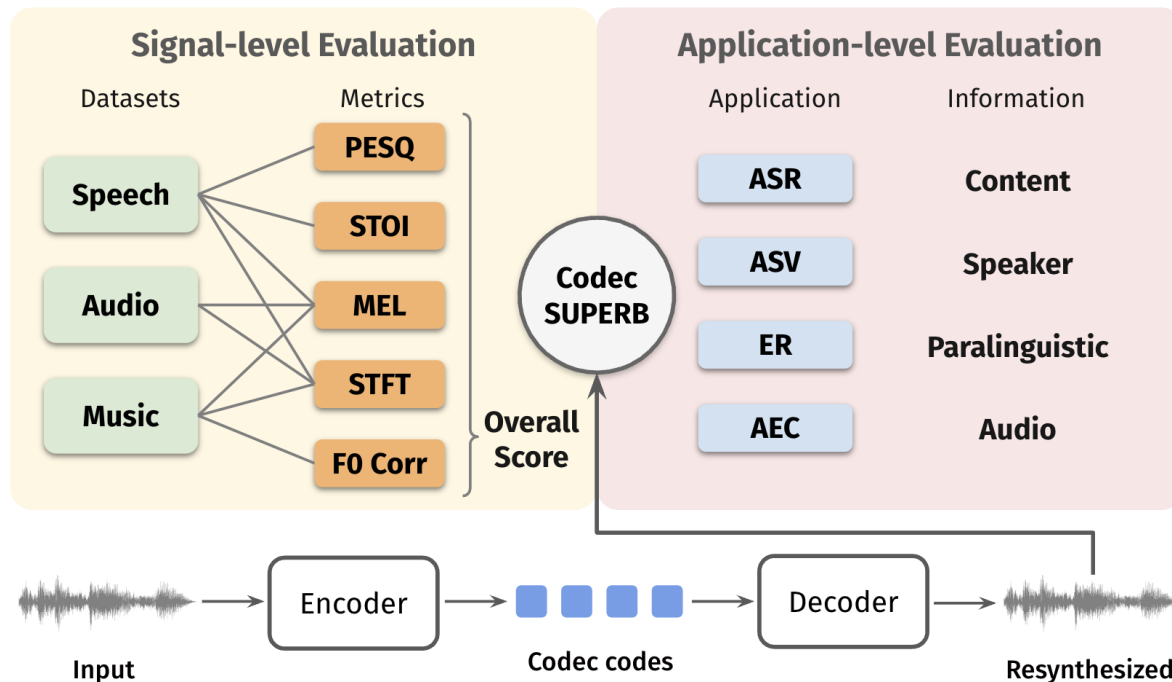 Signal-level Evaluation
Application-level Evaluation
Datasets
Metrics
Application
Information
Speech
Audio
Music
PESQ
STOI
MEL
STFT
F0 Corr
Overall
Score
Codec
SUPERB
ASR
Content
ASV
Speaker
ER
Paralinguistic
AEC
Audio
Encoder
Decoder
Input
Codec codes
Resynthesized